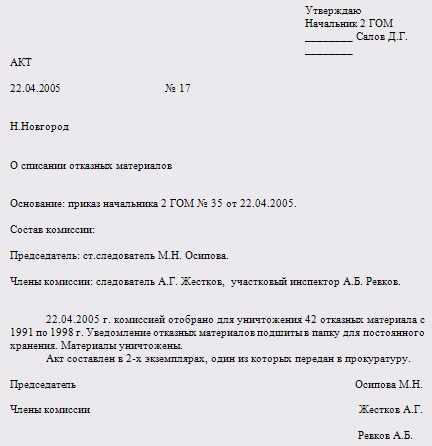 Утверждаю
Начальник 2 ГОМ
________ Салов Д.Г.
________
АКТ
22.04.2005 № 17
Н.Новгород
О списании отказных материалов
Основание: приказ начальника 2 ГОМ № 35 от 22.04.2005.
Состав комиссии:
Председатель: ст.следователь М.Н. Осипова.
Члены комиссии: следователь А.Г. Жестков, участковый инспектор А.Б. Ревков.
22.04.2005 г. комиссией отобрано для уничтожения 42 отказных материала с
1991 по 1998 г. Уведомление отказных материалов подшиты в папку для постоянного
хранения. Материалы уничтожены.
Акт составлен в 2-х экземплярах, один из которых передан в прокуратуру.
Председатель Осипова М.Н.
Члены комиссии Жестков А.Г.
Ревков А.Б.